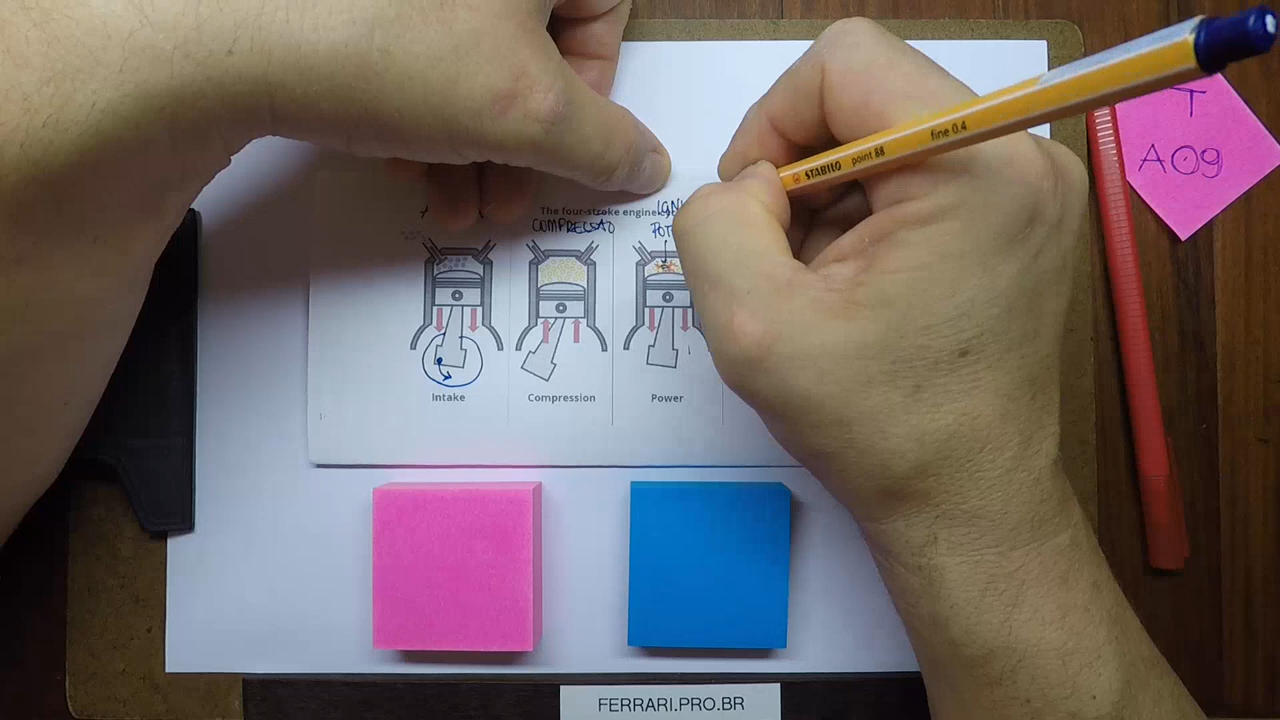 STABILO point 88 fine 0.4
T
A09
The four-stroke engine
COMPRESSÃO
Intake
Compression
Power
FERRARI.PRO.BR